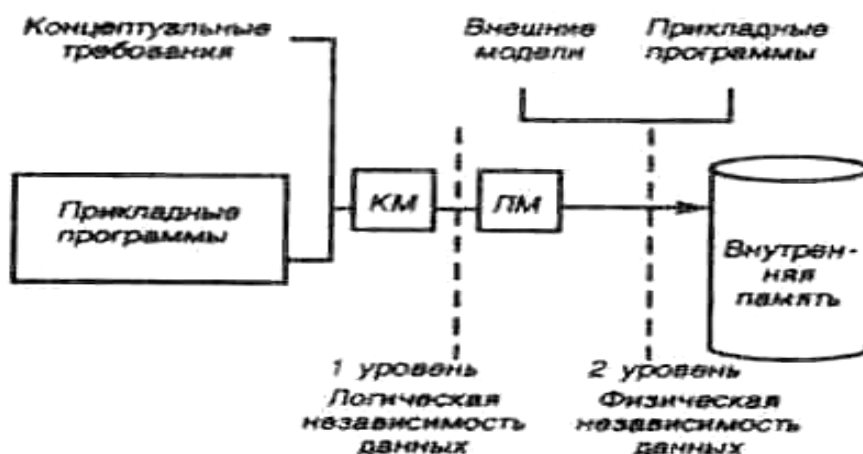 Концептуальные
требования
Внешние
модели
Прикладные
программы
Прикладные
программы
КМ
ЛМ
Внутрен-
няя
память
1 уровень
Логическая
независимость
данных
2 уровень
Физическая
независимость
данных